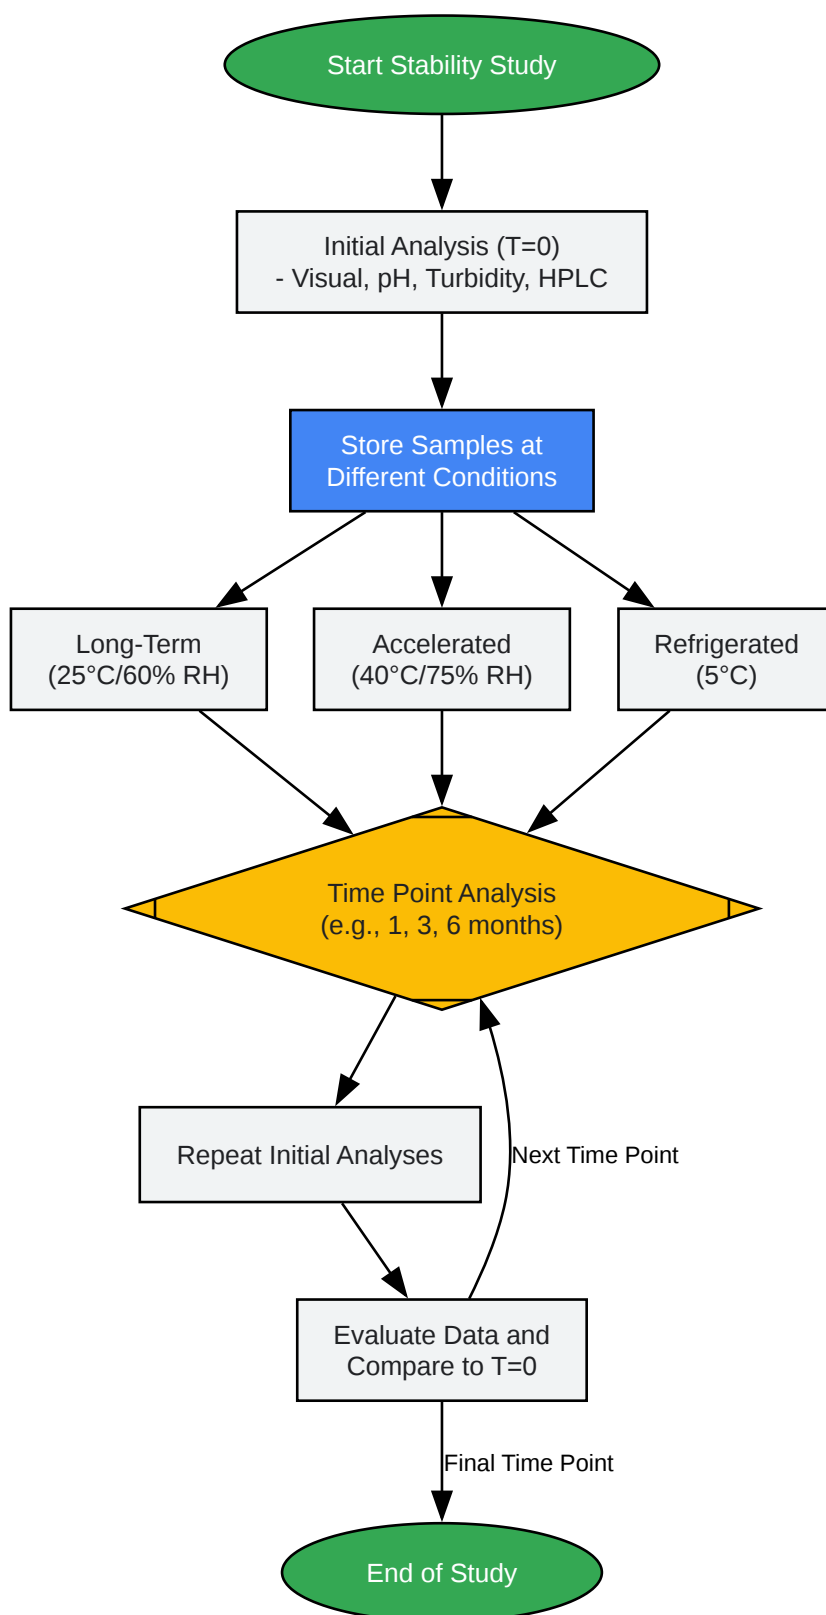 Start Stability Study
Initial Analysis (T=0)
- Visual, pH, Turbidity, HPLC
Store Samples at
Different Conditions
Long-Term
(25°C/60% RH)
Accelerated
(40°C/75% RH)
Refrigerated
(5°C)
Time Point Analysis
(e.g., 1, 3, 6 months)
Repeat Initial Analyses
Next Time Point
Evaluate Data and
Compare to T=0
Final Time Point
End of Study